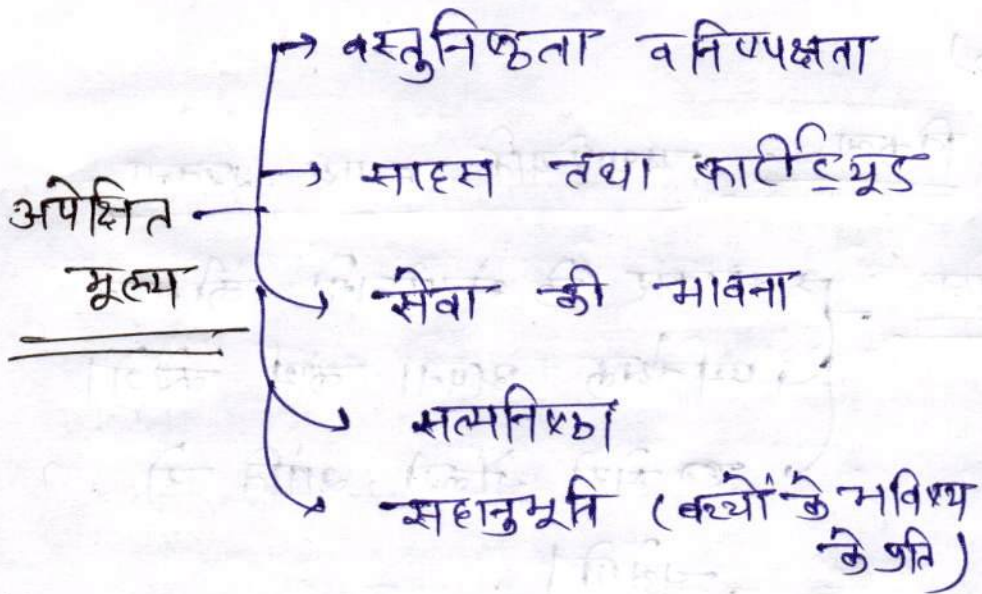 वस्तुनिष्ठता व निष्पक्षता
साहस तथा फार्टीट्यूड
अपेक्षित
मूल्य
सेवा की भावना
सत्यनिष्ठा
सहानुभूति (बच्चों के भविष्य
के प्रति)